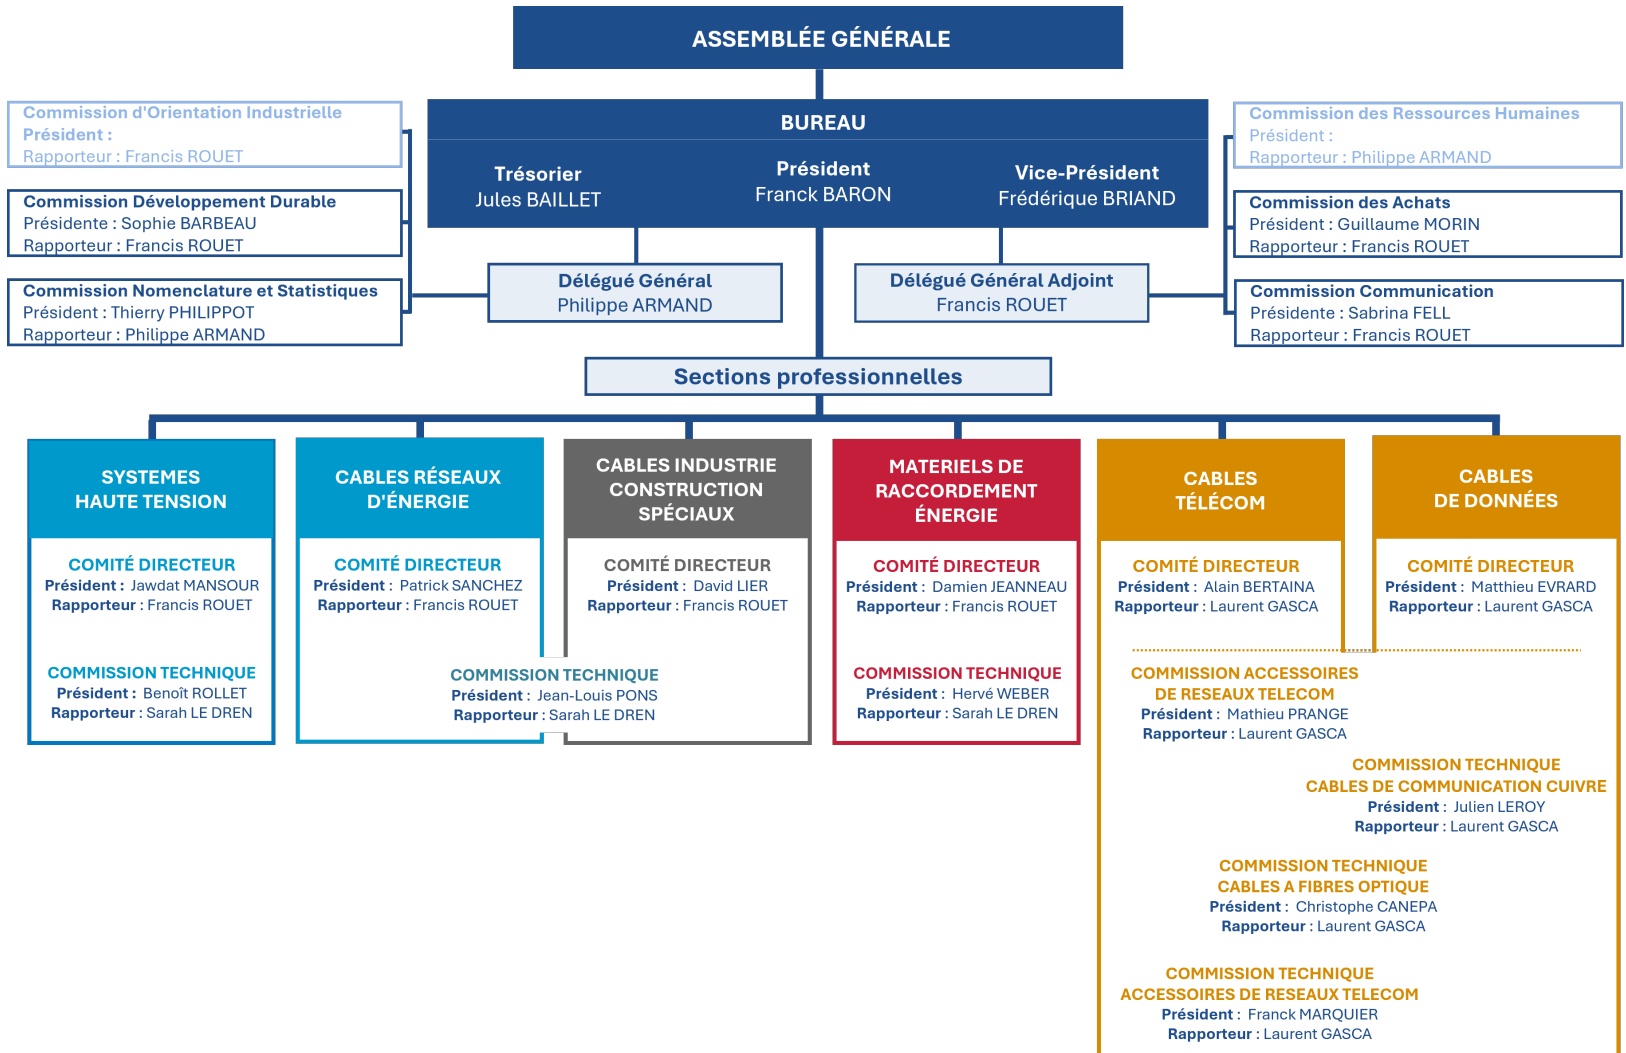 ASSEMBLÉE GÉNÉRALE
Commission d'Orientation Industrielle
Président :
Rapporteur : Francis ROUET
Commission Développement Durable
Présidente : Sophie BARBEAU
Rapporteur : Francis ROUET
Commission Nomenclature et Statistiques
Président : Thierry PHILIPPOT
Rapporteur : Philippe ARMAND
BUREAU
Trésorier
Jules BAILLET
Président
Franck BARON
Vice-Président
Frédérique BRIAND
Délégué Général
Philippe ARMAND
Délégué Général Adjoint
Francis ROUET
Commission des Ressources Humaines
Président :
Rapporteur : Philippe ARMAND
Commission des Achats
Président : Guillaume MORIN
Rapporteur : Francis ROUET
Commission Communication
Présidente : Sabrina FELL
Rapporteur : Francis ROUET
Sections professionnelles
SYSTEMES
HAUTE TENSION
COMITÉ DIRECTEUR
Président : Jawdat MANSOUR
Rapporteur : Francis ROUET
COMMISSION TECHNIQUE
Président : Benoît ROLLET
Rapporteur : Sarah LE DREN
CABLES RÉSEAUX
D'ÉNERGIE
COMITÉ DIRECTEUR
Président : Patrick SANCHEZ
Rapporteur : Francis ROUET
CABLES INDUSTRIE
CONSTRUCTION
SPÉCIAUX
COMITÉ DIRECTEUR
Président : David LIER
Rapporteur : Francis ROUET
COMMISSION TECHNIQUE
Président : Jean-Louis PONS
Rapporteur : Sarah LE DREN
MATERIELS DE
RACCORDEMENT
ÉNERGIE
COMITÉ DIRECTEUR
Président : Damien JEANNEAU
Rapporteur : Francis ROUET
COMMISSION TECHNIQUE
Président : Hervé WEBER
Rapporteur : Sarah LE DREN
CABLES
TÉLÉCOM
COMITÉ DIRECTEUR
Président : Alain BERTAINA
Rapporteur : Laurent GASCA
CABLES
DE DONNÉES
COMITÉ DIRECTEUR
Président : Matthieu EVRARD
Rapporteur : Laurent GASCA
COMMISSION ACCESSOIRES
DE RESEAUX TELECOM
Président : Mathieu PRANGE
Rapporteur : Laurent GASCA
COMMISSION TECHNIQUE
CABLES DE COMMUNICATION CUIVRE
Président : Julien LEROY
Rapporteur : Laurent GASCA
COMMISSION TECHNIQUE
CABLES A FIBRES OPTIQUE
Président : Christophe CANEPA
Rapporteur : Laurent GASCA
COMMISSION TECHNIQUE
ACCESSOIRES DE RESEAUX TELECOM
Président : Franck MARQUIER
Rapporteur : Laurent GASCA